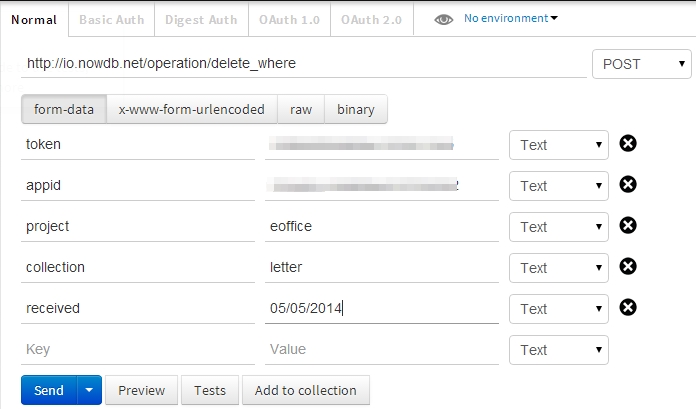 Normal Basic Auth Digest Auth OAuth 1.0 OAuth 2.0 No environment
http://io.nowdb.net/operation/delete_where POST
form-data x-www-form-urlencoded raw binary
token Text
appid Text
project eoffice Text
collection letter Text
received 05/05/2014 Text
Key Value Text
Send Preview Tests Add to collection